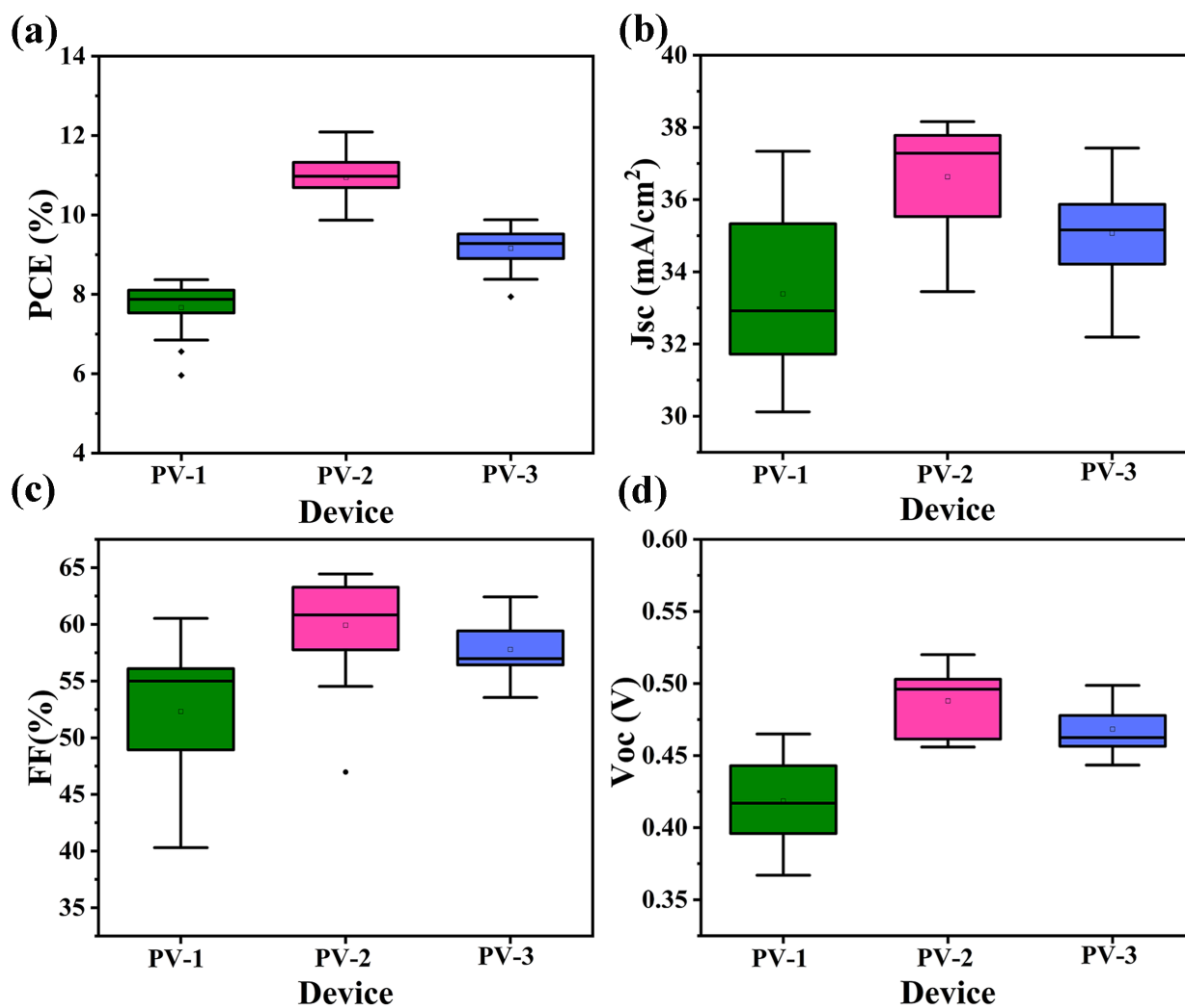 (a)
PCE (%)
14
12
10
8
6
4
PV-1 PV-2 PV-3
Device
(b)
Jsc (mA/cm²)
40
38
36
34
32
30
PV-1 PV-2 PV-3
Device
(c)
FF(%)
65
60
55
50
45
40
35
PV-1 PV-2 PV-3
Device
(d)
Voc (V)
0.60
0.55
0.50
0.45
0.40
0.35
PV-1 PV-2 PV-3
Device